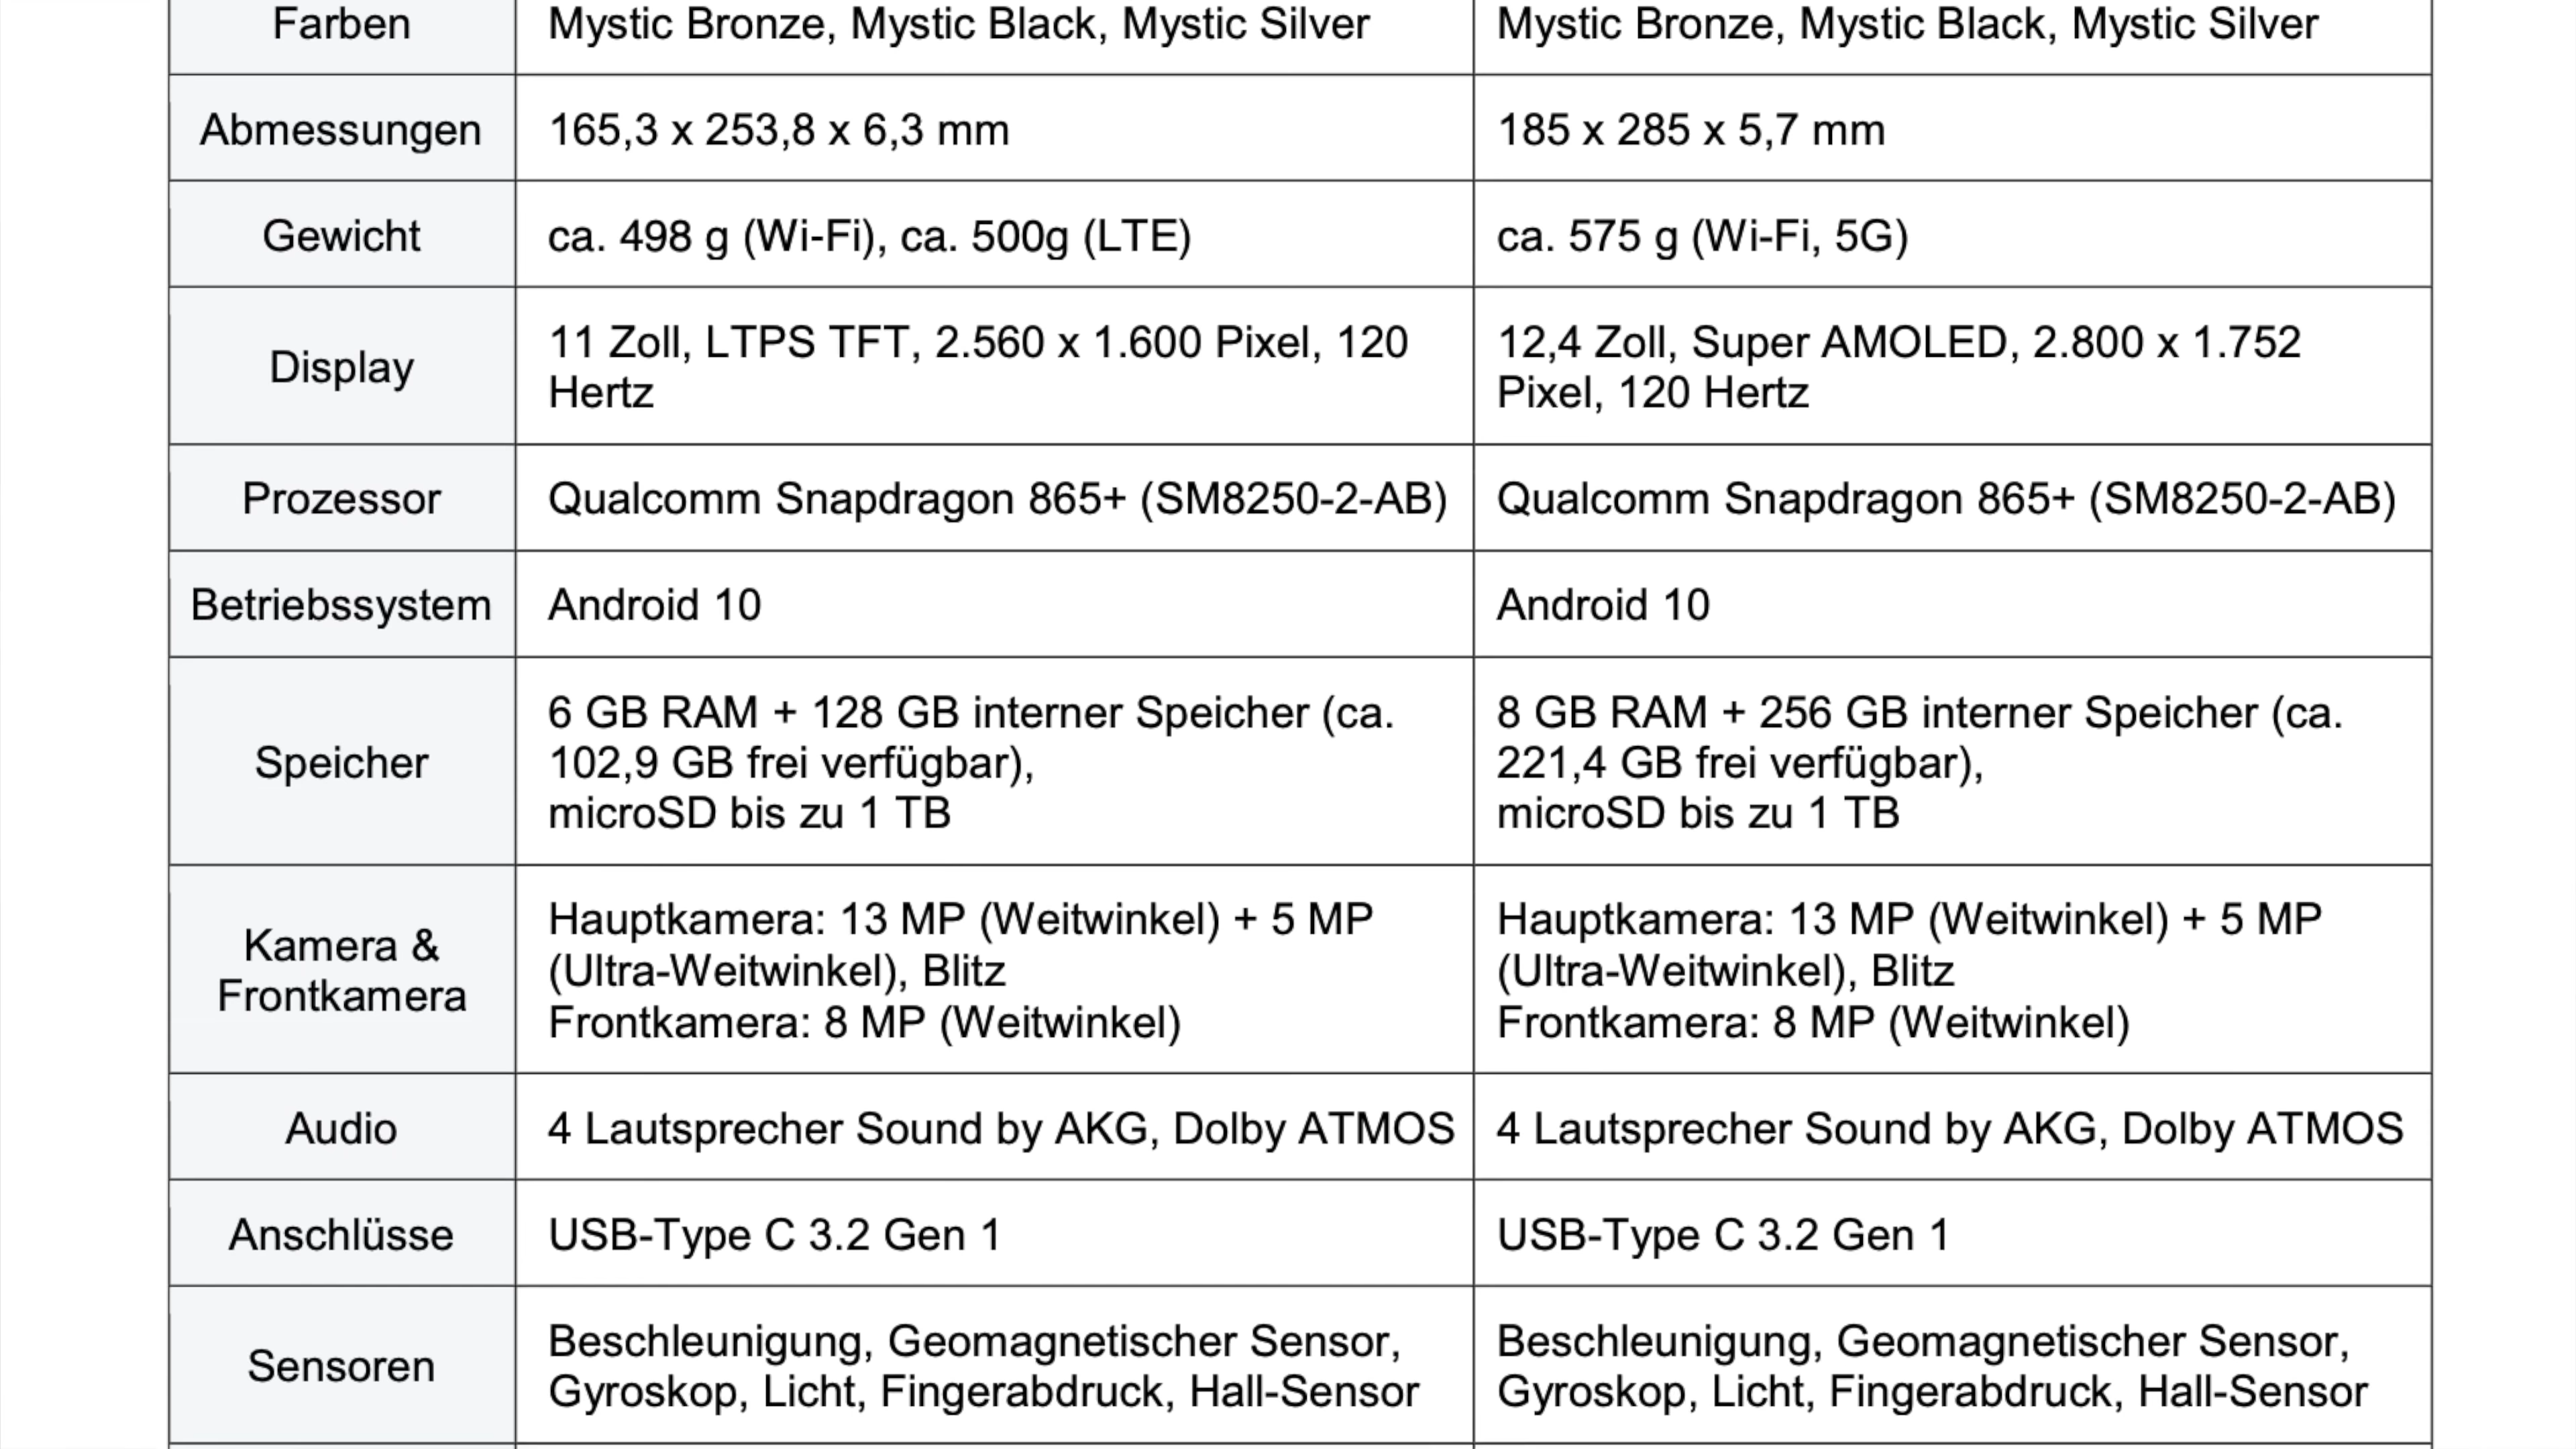 Farben
Mystic Bronze, Mystic Black, Mystic Silver
Mystic Bronze, Mystic Black, Mystic Silver
Abmessungen
165,3 x 253,8 x 6,3 mm
185 x 285 x 5,7 mm
Gewicht
ca. 498 g (Wi-Fi), ca. 500g (LTE)
ca. 575 g (Wi-Fi, 5G)
Display
11 Zoll, LTPS TFT, 2.560 x 1.600 Pixel, 120
Hertz
12,4 Zoll, Super AMOLED, 2.800 x 1.752
Pixel, 120 Hertz
Prozessor
Qualcomm Snapdragon 865+ (SM8250-2-AB)
Qualcomm Snapdragon 865+ (SM8250-2-AB)
Betriebssystem
Android 10
Android 10
Speicher
6 GB RAM + 128 GB interner Speicher (ca.
102,9 GB frei verfügbar),
microSD bis zu 1 TB
8 GB RAM + 256 GB interner Speicher (ca.
221,4 GB frei verfügbar),
microSD bis zu 1 TB
Kamera &
Frontkamera
Hauptkamera: 13 MP (Weitwinkel) + 5 MP
(Ultra-Weitwinkel), Blitz
Frontkamera: 8 MP (Weitwinkel)
Hauptkamera: 13 MP (Weitwinkel) + 5 MP
(Ultra-Weitwinkel), Blitz
Frontkamera: 8 MP (Weitwinkel)
Audio
4 Lautsprecher Sound by AKG, Dolby ATMOS
4 Lautsprecher Sound by AKG, Dolby ATMOS
Anschlüsse
USB-Type C 3.2 Gen 1
USB-Type C 3.2 Gen 1
Sensoren
Beschleunigung, Geomagnetischer Sensor,
Gyroskop, Licht, Fingerabdruck, Hall-Sensor
Beschleunigung, Geomagnetischer Sensor,
Gyroskop, Licht, Fingerabdruck, Hall-Sensor